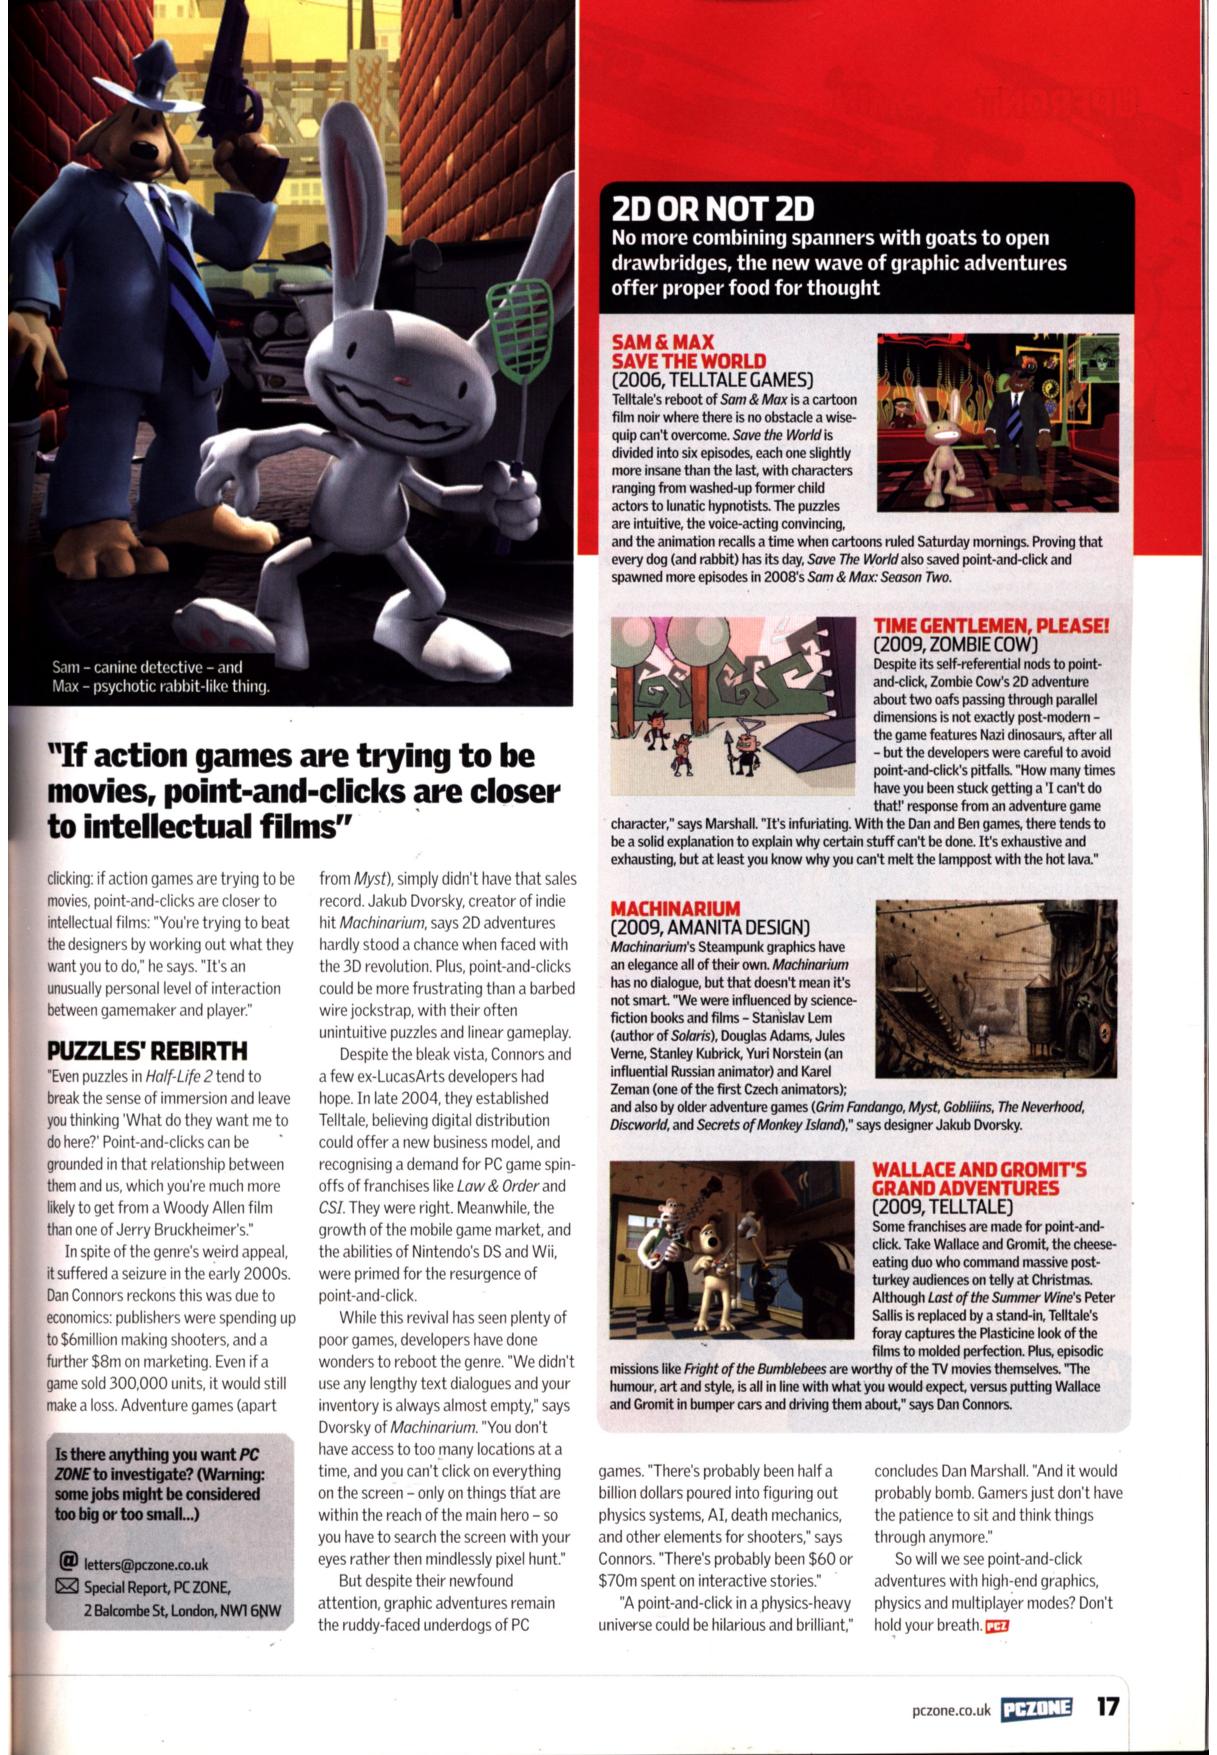 Sam – canine detective – and
Max – psychotic rabbit-like thing.
"If action games are trying to be
movies, point-and-clicks are closer
to intellectual films"
clicking: if action games are trying to be
movies, point-and-clicks are closer to
intellectual films: "You're trying to beat
the designers by working out what they
want you to do," he says. "It's an
unusually personal level of interaction
between gamemaker and player."
PUZZLES' REBIRTH
"Even puzzles in Half-Life 2 tend to
break the sense of immersion and leave
you thinking 'What do they want me to
do here?' Point-and-clicks can be
grounded in that relationship between
them and us, which you're much more
likely to get from a Woody Allen film
than one of Jerry Bruckheimer's."
In spite of the genre's weird appeal,
it suffered a seizure in the early 2000s.
Dan Connors reckons this was due to
economics: publishers were spending up
to $6million making shooters, and a
further $8m on marketing. Even if a
game sold 300,000 units, it would still
make a loss. Adventure games (apart
Is there anything you want PC
ZONE to investigate? (Warning:
some jobs might be considered
too big or too small...)
@ letters@pczone.co.uk
Special Report, PC ZONE,
2 Balcombe St, London, NW1 6NW
from Myst), simply didn't have that sales
record. Jakub Dvorsky, creator of indie
hit Machinarium, says 2D adventures
hardly stood a chance when faced with
the 3D revolution. Plus, point-and-clicks
could be more frustrating than a barbed
wire jockstrap, with their often
unintuitive puzzles and linear gameplay.
Despite the bleak vista, Connors and
a few ex-LucasArts developers had
hope. In late 2004, they established
Telltale, believing digital distribution
could offer a new business model, and
recognising a demand for PC game spin-
offs of franchises like Law & Order and
CSI. They were right. Meanwhile, the
growth of the mobile game market, and
the abilities of Nintendo's DS and Wii,
were primed for the resurgence of
point-and-click.
While this revival has seen plenty of
poor games, developers have done
wonders to reboot the genre. "We didn't
use any lengthy text dialogues and your
inventory is always almost empty," says
Dvorsky of Machinarium. "You don't
have access to too many locations at a
time, and you can't click on everything
on the screen – only on things that are
within the reach of the main hero – so
you have to search the screen with your
eyes rather then mindlessly pixel hunt."
But despite their newfound
attention, graphic adventures remain
the ruddy-faced underdogs of PC
2D OR NOT 2D
No more combining spanners with goats to open
drawbridges, the new wave of graphic adventures
offer proper food for thought
SAM & MAX
SAVE THE WORLD
(2006, TELLTALE GAMES)
Telltale's reboot of Sam & Max is a cartoon
film noir where there is no obstacle a wise-
quip can't overcome. Save the World is
divided into six episodes, each one slightly
more insane than the last, with characters
ranging from washed-up former child
actors to lunatic hypnotists. The puzzles
are intuitive, the voice-acting convincing,
and the animation recalls a time when cartoons ruled Saturday mornings. Proving that
every dog (and rabbit) has its day, Save The World also saved point-and-click and
spawned more episodes in 2008's Sam & Max: Season Two.
TIME GENTLEMEN, PLEASE!
(2009, ZOMBIE COW)
Despite its self-referential nods to point-
and-click, Zombie Cow's 2D adventure
about two oafs passing through parallel
dimensions is not exactly post-modern –
the game features Nazi dinosaurs, after all
– but the developers were careful to avoid
point-and-click's pitfalls. "How many times
have you been stuck getting a 'I can't do
that!' response from an adventure game
character," says Marshall. "It's infuriating. With the Dan and Ben games, there tends to
be a solid explanation to explain why certain stuff can't be done. It's exhaustive and
exhausting, but at least you know why you can't melt the lamppost with the hot lava."
MACHINARIUM
(2009, AMANITA DESIGN)
Machinarium's Steampunk graphics have
an elegance all of their own. Machinarium
has no dialogue, but that doesn't mean it's
not smart. "We were influenced by science-
fiction books and films – Stanislav Lem
(author of Solaris), Douglas Adams, Jules
Verne, Stanley Kubrick, Yuri Norstein (an
influential Russian animator) and Karel
Zeman (one of the first Czech animators);
and also by older adventure games (Grim Fandango, Myst, Gobliiins, The Neverhood,
Discworld, and Secrets of Monkey Island)," says designer Jakub Dvorsky.
WALLACE AND GROMIT'S
GRAND ADVENTURES
(2009, TELLTALE)
Some franchises are made for point-and-
click. Take Wallace and Gromit, the cheese-
eating duo who command massive post-
turkey audiences on telly at Christmas.
Although Last of the Summer Wine's Peter
Sallis is replaced by a stand-in, Telltale's
foray captures the Plasticine look of the
films to molded perfection. Plus, episodic
missions like Fright of the Bumblebees are worthy of the TV movies themselves. "The
humour, art and style, is all in line with what you would expect, versus putting Wallace
and Gromit in bumper cars and driving them about," says Dan Connors.
games. "There's probably been half a
billion dollars poured into figuring out
physics systems, AI, death mechanics,
and other elements for shooters," says
Connors. "There's probably been $60 or
$70m spent on interactive stories."
"A point-and-click in a physics-heavy
universe could be hilarious and brilliant,"
concludes Dan Marshall. "And it would
probably bomb. Gamers just don't have
the patience to sit and think things
through anymore."
So will we see point-and-click
adventures with high-end graphics,
physics and multiplayer modes? Don't
hold your breath. PCZ
pczone.co.uk PCZONE 17